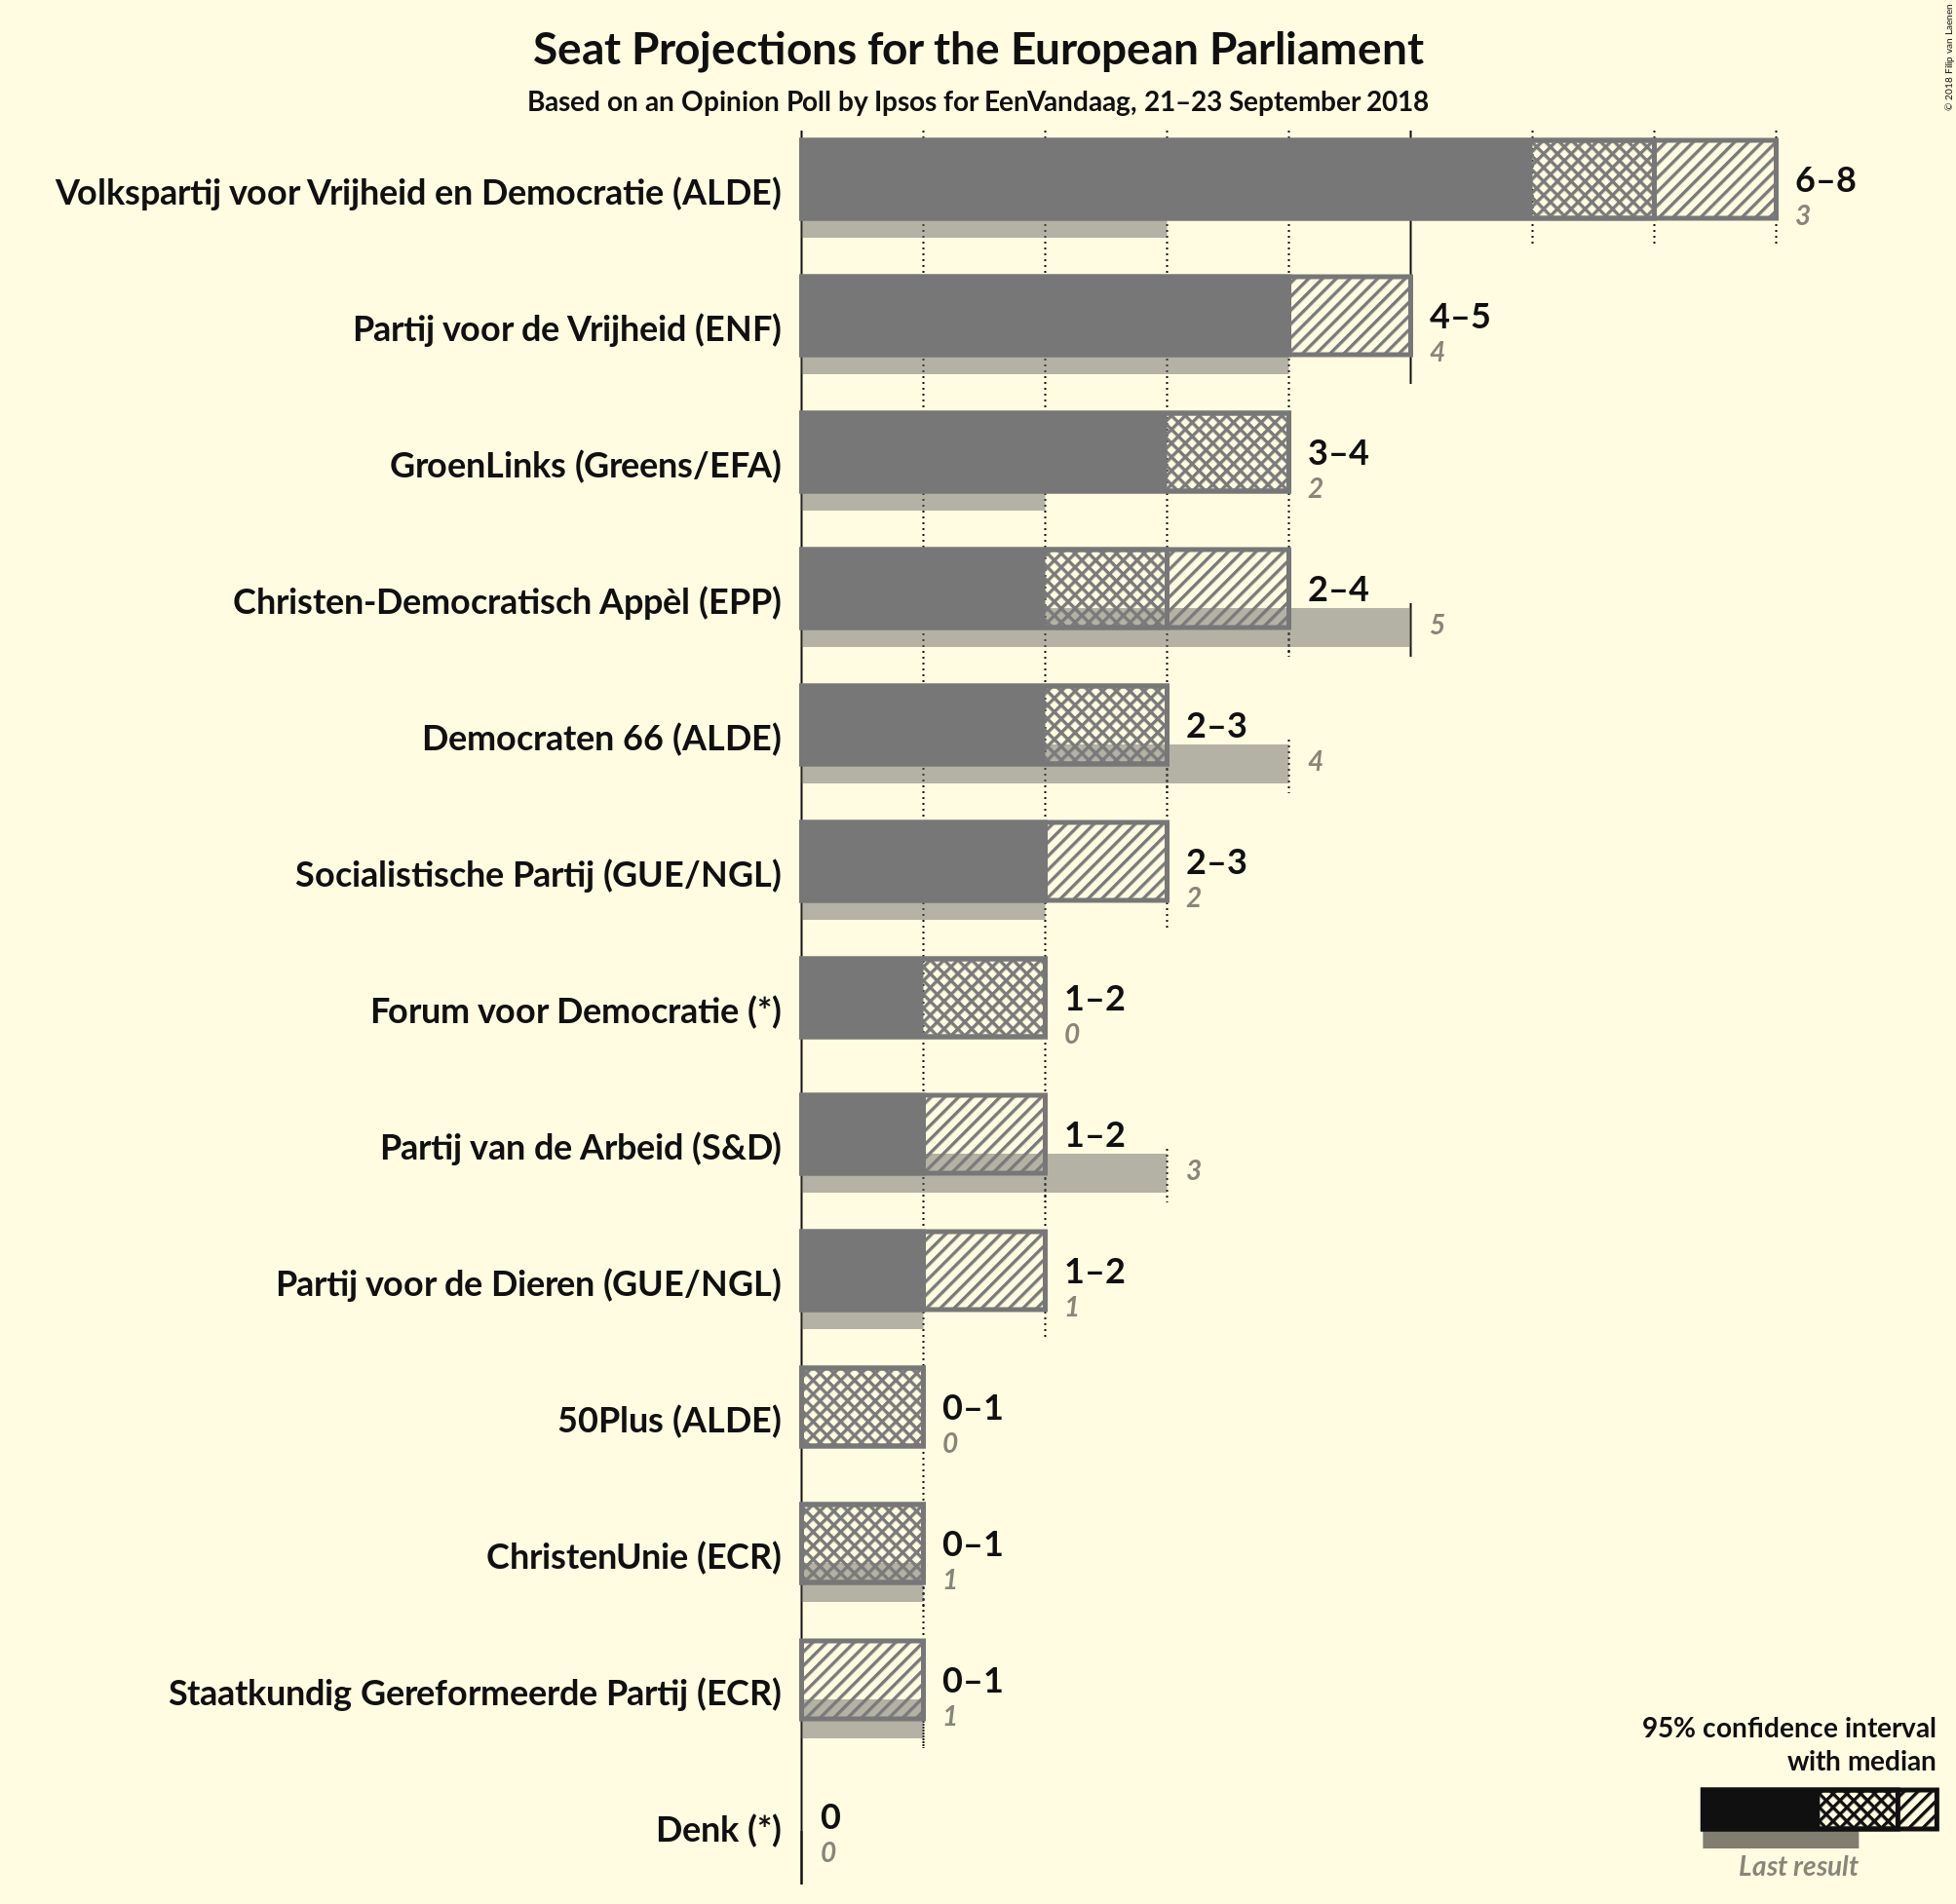 Seat Projections for the European Parliament
Based on an Opinion Poll by Ipsos for EenVandaag, 21–23 September 2018
© 2018 Filip van Laenen
Volkspartij voor Vrijheid en Democratie (ALDE)
6–8
3
Partij voor de Vrijheid (ENF)
4–5
4
GroenLinks (Greens/EFA)
3–4
2
Christen-Democratisch Appèl (EPP)
2–4
5
Democraten 66 (ALDE)
2–3
4
Socialistische Partij (GUE/NGL)
2–3
2
Forum voor Democratie (*)
1–2
0
Partij van de Arbeid (S&D)
1–2
3
Partij voor de Dieren (GUE/NGL)
1–2
1
50Plus (ALDE)
0–1
0
ChristenUnie (ECR)
0–1
1
Staatkundig Gereformeerde Partij (ECR)
0–1
1
Denk (*)
0
0
95% confidence interval
with median
Last result